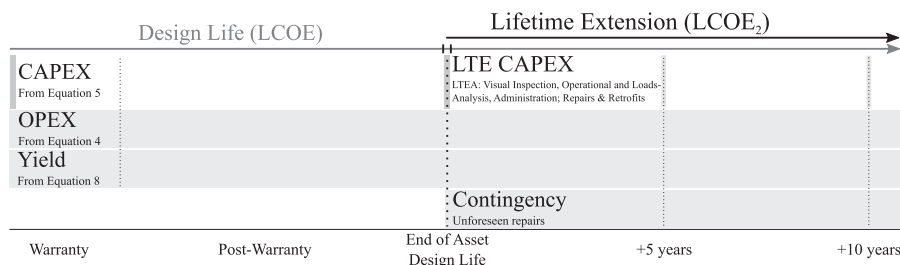 Design Life (LCOE)
Lifetime Extension (LCOE₂)
CAPEX
From Equation 5
LTE CAPEX
LTEA: Visual Inspection, Operational and Loads-
Analysis, Administration; Repairs & Retrofits
OPEX
From Equation 4
Yield
From Equation 8
Contingency
Unforeseen repairs
Warranty
Post-Warranty
End of Asset
Design Life
+5 years
+10 years